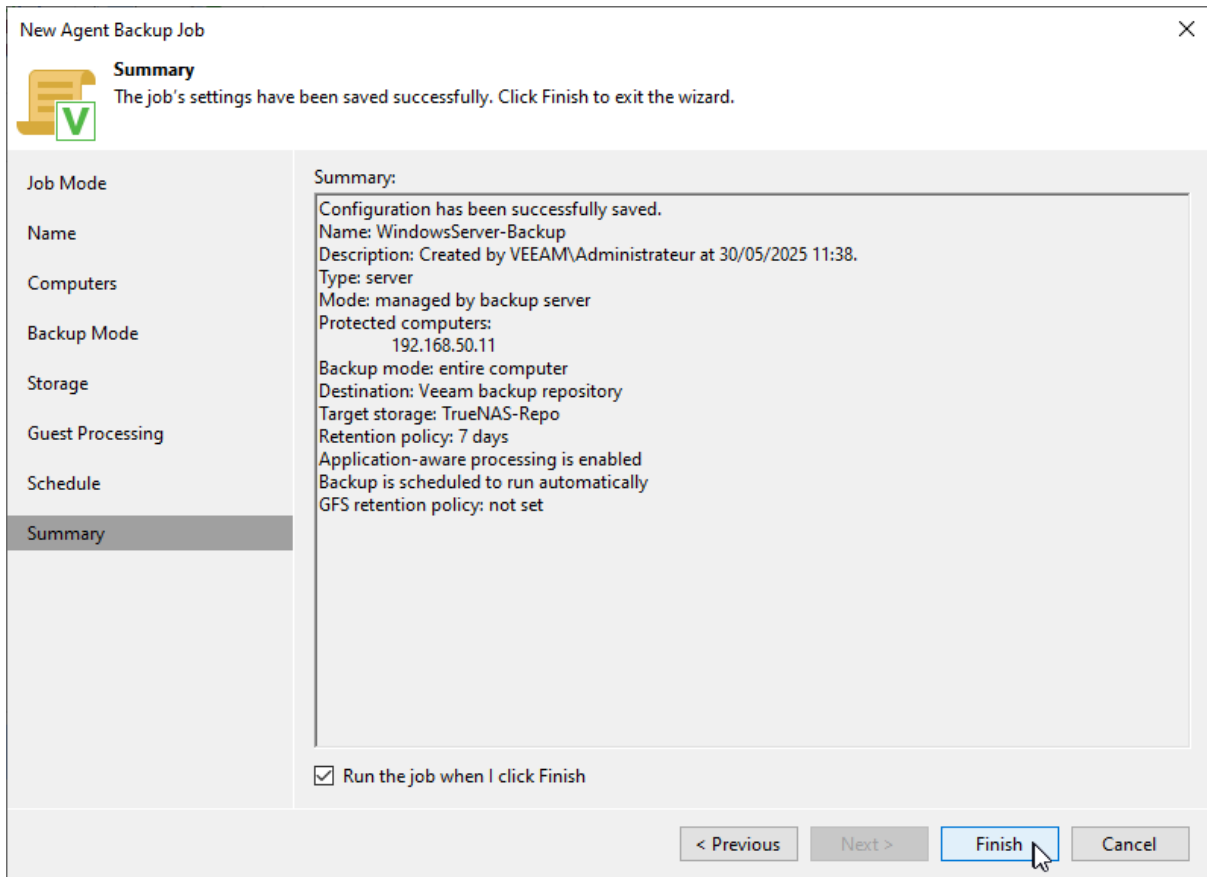 New Agent Backup Job
Summary
The job's settings have been saved successfully. Click Finish to exit the wizard.
V
Job Mode
Name
Computers
Backup Mode
Storage
Guest Processing
Schedule
Summary
Summary:
Configuration has been successfully saved.
Name: WindowsServer-Backup
Description: Created by VEEAM\Administrateur at 30/05/2025 11:38.
Type: server
Mode: managed by backup server
Protected computers:
192.168.50.11
Backup mode: entire computer
Destination: Veeam backup repository
Target storage: TrueNAS-Repo
Retention policy: 7 days
Application-aware processing is enabled
Backup is scheduled to run automatically
GFS retention policy: not set
Run the job when I click Finish
< Previous
Next >
Finish
Cancel